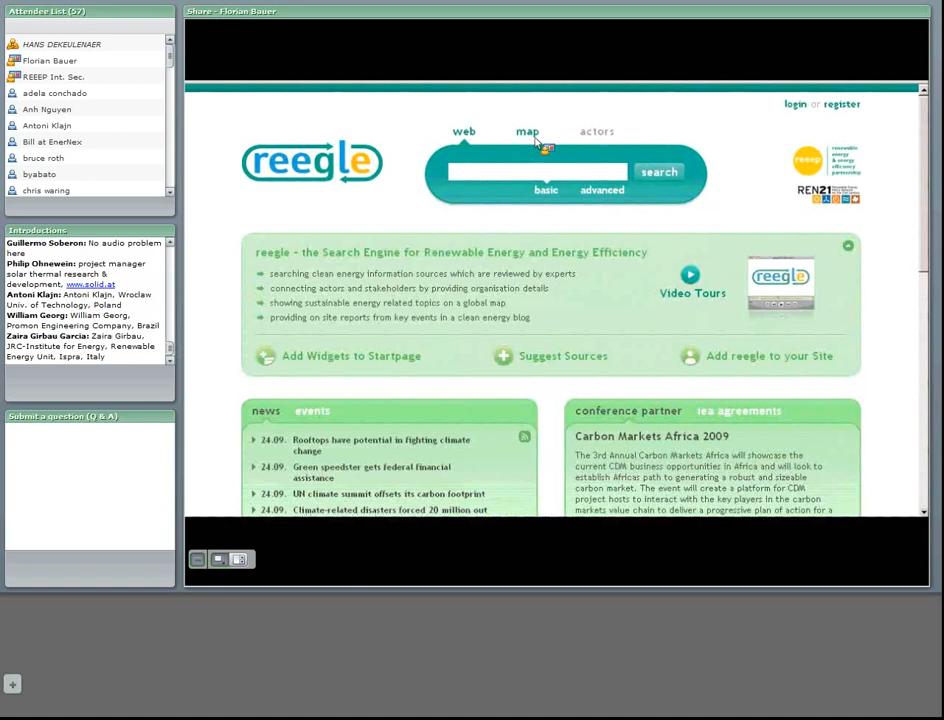 Attendee List (57)
HANS DEKEULENAER
Florian Bauer
REEEP Int. Sec.
adela conchado
Anh Nguyen
Antoni Klajn
Bill at EnerNex
bruce roth
byabato
chris waring
Introductions
Guillermo Soberon: No audio problem
here
Philip Ohnewein: project manager
solar thermal research &
development, www.solid.at
Antoni Klajn: Antoni Klajn, Wroclaw
Univ. of Technology, Poland
William Georg: William Georg,
Promon Engineering Company, Brazil
Zaira Girbau Garcia: Zaira Girbau,
JRC-Institute for Energy, Renewable
Energy Unit, Ispra, Italy
Submit a question (Q & A)
Share - Florian Bauer
login or register
web map actors
reegle
search
basic advanced
reeep
renewable
energy
& energy
efficiency
partnership
REN21
reegle - the Search Engine for Renewable Energy and Energy Efficiency
searching clean energy information sources which are reviewed by experts
connecting actors and stakeholders by providing organisation details
showing sustainable energy related topics on a global map
providing on site reports from key events in a clean energy blog
Video Tours
reegle
Add Widgets to Startpage
Suggest Sources
Add reegle to your Site
news events
24.09. Rooftops have potential in fighting climate
change
24.09. Green speedster gets federal financial
assistance
24.09. UN climate summit offsets its carbon footprint
24.09. Climate-related disasters forced 20 million out
conference partner iea agreements
Carbon Markets Africa 2009
The 3rd Annual Carbon Markets Africa will showcase the
current CDM business opportunities in Africa and will look to
establish Africas path to generating a robust and sizeable
carbon market. The event will create a platform for CDM
project hosts to interact with the key players in the carbon
markets value chain to deliver a progressive plan of action for a